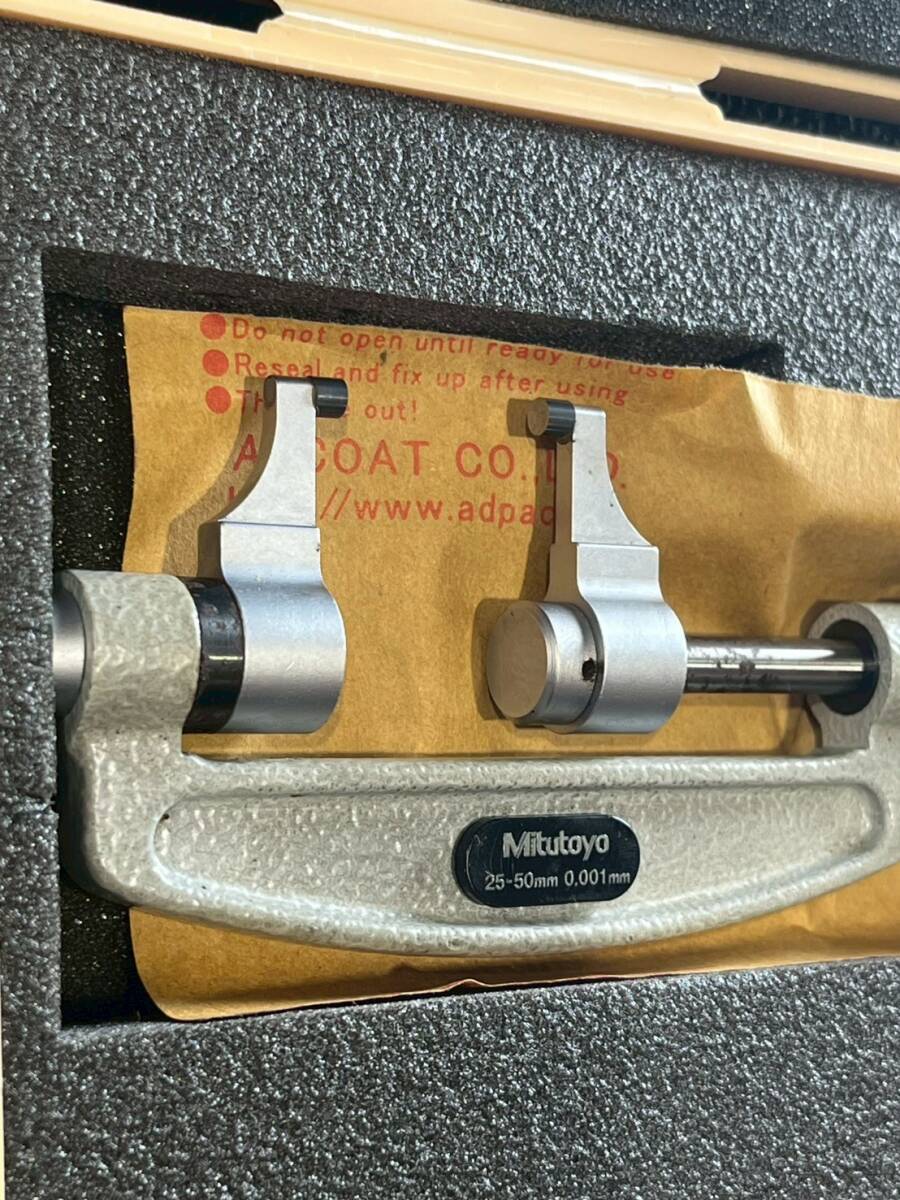 ●Do not open until ready for use
●Reseal and fix up after using
out!
COAT CO.,
//www.adpac
Mitutoyo
25-50mm 0.001mm